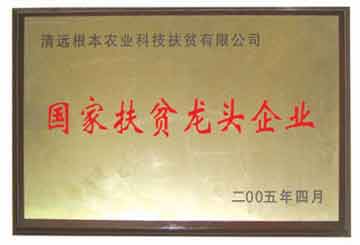 清远根本农业科技扶贫有限公司
国家扶贫龙头企业
二00五年四月